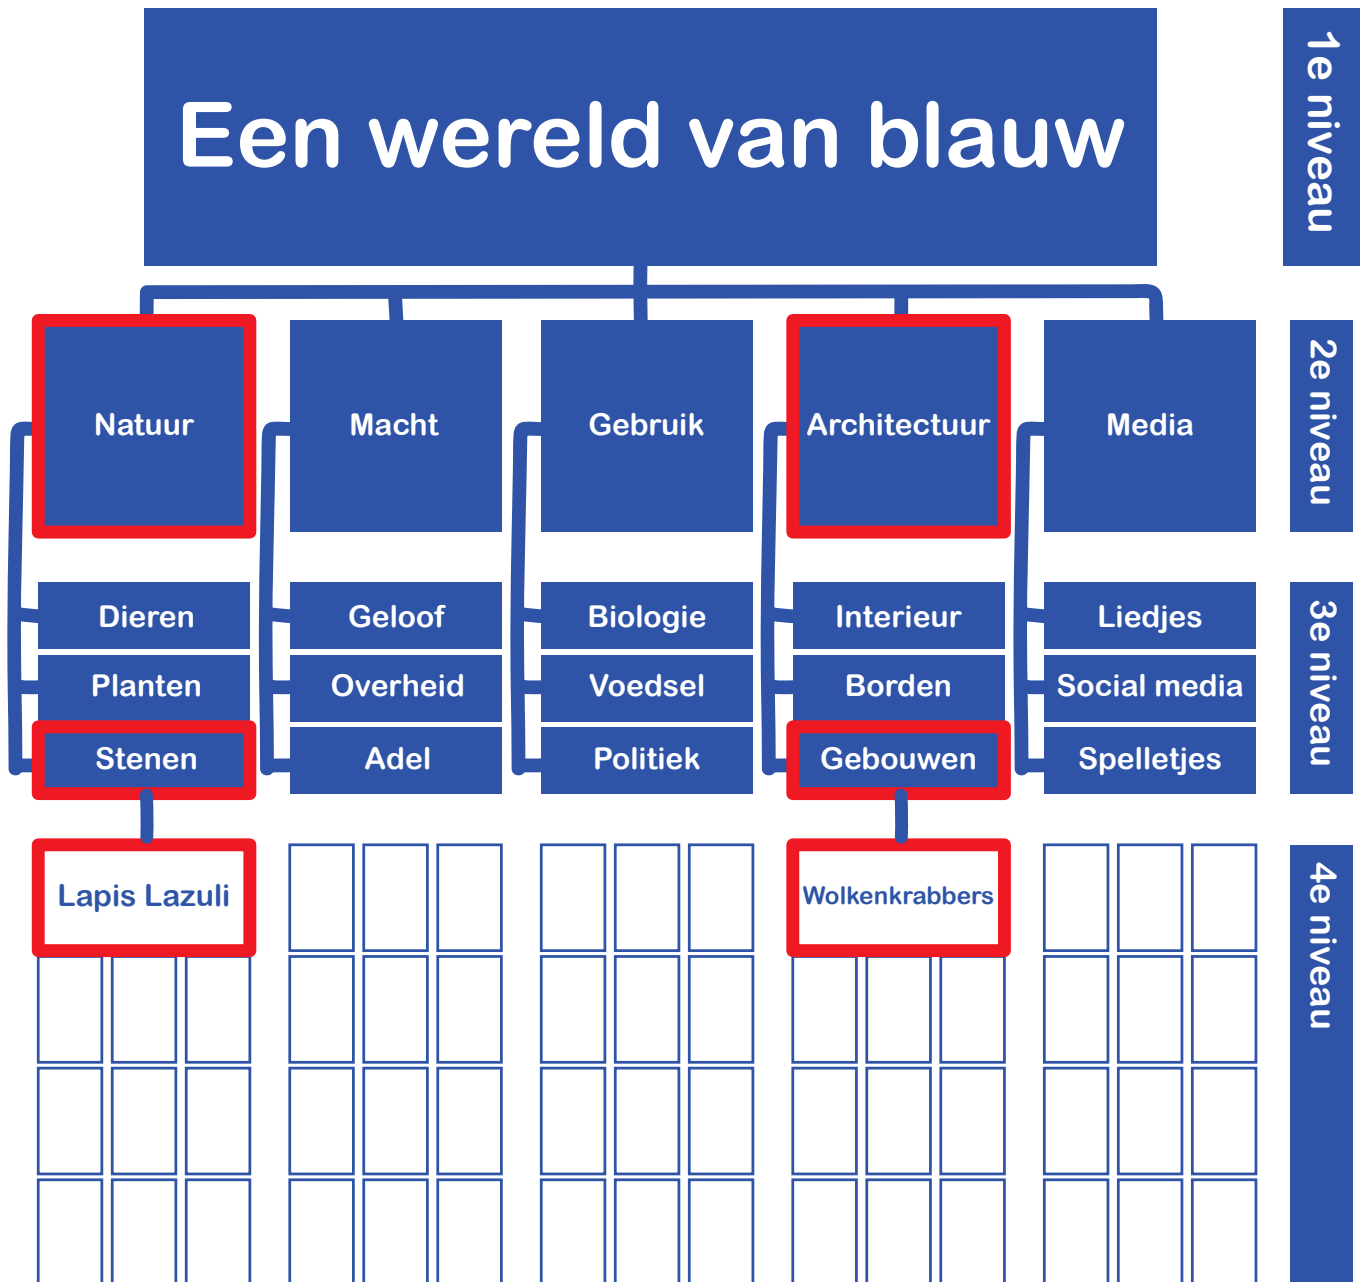 Een wereld van blauw
1e niveau
Natuur
Macht
Gebruik
Architectuur
Media
2e niveau
Dieren
Geloof
Biologie
Interieur
Liedjes
Planten
Overheid
Voedsel
Borden
Social media
Stenen
Adel
Politiek
Gebouwen
Spelletjes
3e niveau
Lapis Lazuli
Wolkenkrabbers
4e niveau